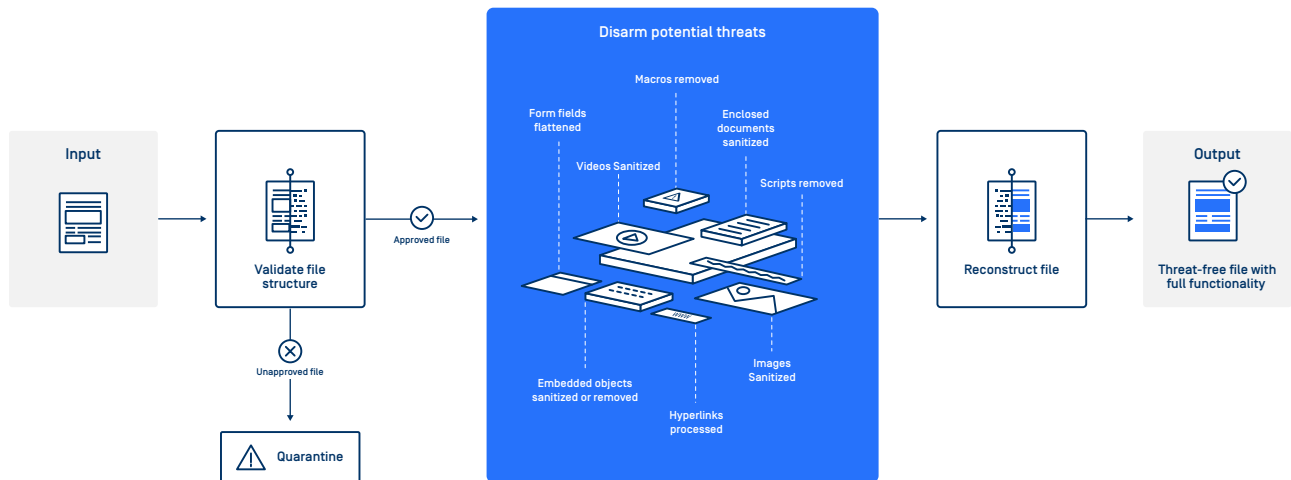 Disarm potential threats
Macros removed
Form fields
flattened
Enclosed
documents
sanitized
Videos Sanitized
Scripts removed
Input
Validate file
structure
Approved file
Unapproved file
Quarantine
Embedded objects
sanitized or removed
WWW
Hyperlinks
processed
Images
Sanitized
Reconstruct file
Output
Threat-free file with
full functionality